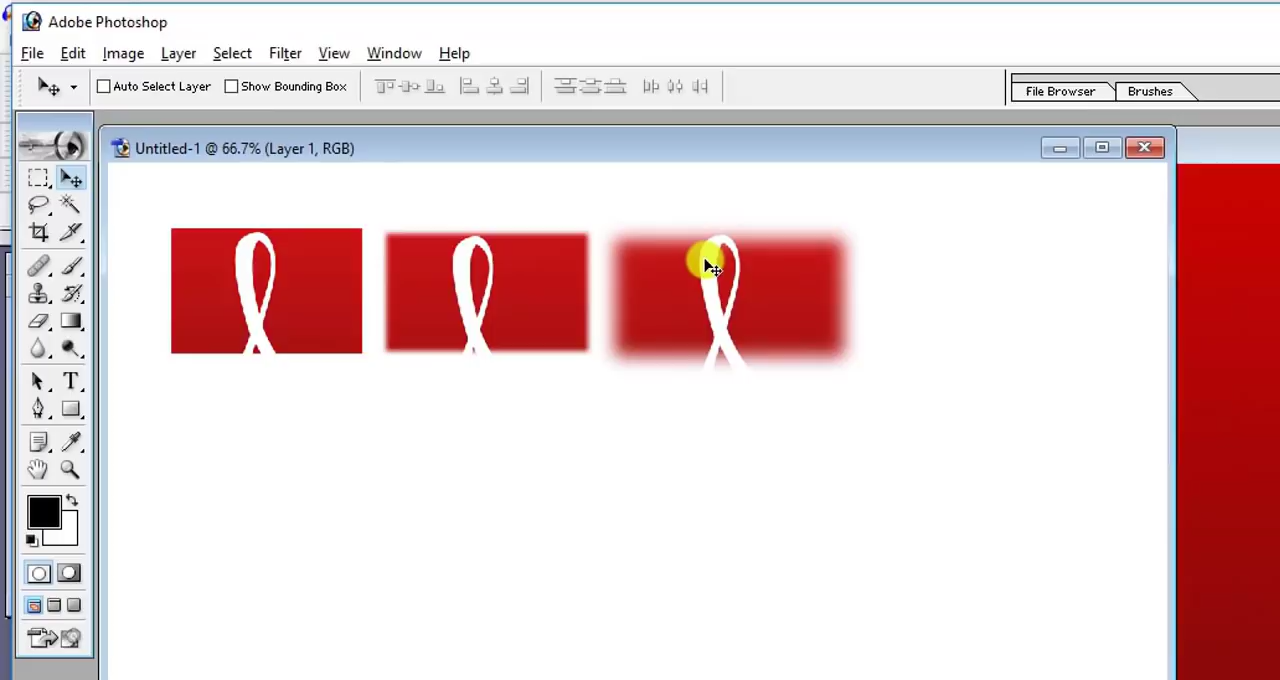 Adobe Photoshop
File Edit Image Layer Select Filter View Window Help
Auto Select Layer Show Bounding Box File Browser Brushes
Untitled-1 @ 66.7% (Layer 1, RGB)
T